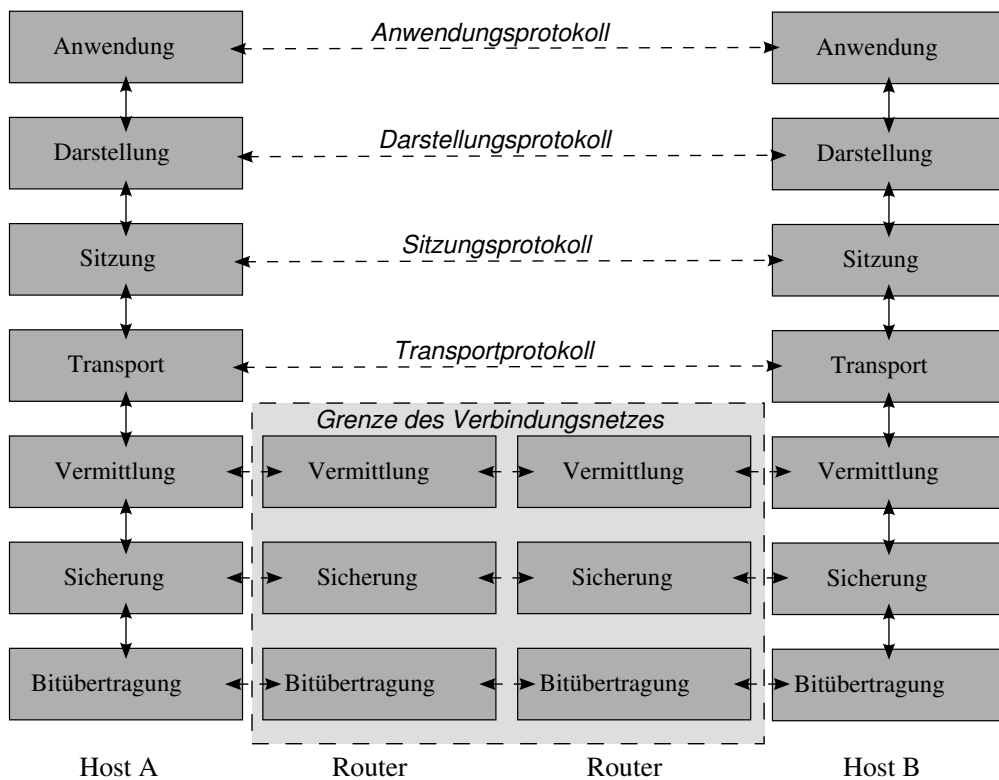 Anwendung
Anwendungsprotokoll
Anwendung
Darstellung
Darstellungsprotokoll
Darstellung
Sitzung
Sitzungsprotokoll
Sitzung
Transport
Transportprotokoll
Transport
Grenze des Verbindungsnetzes
Vermittlung
Vermittlung
Vermittlung
Vermittlung
Sicherung
Sicherung
Sicherung
Sicherung
Bitübertragung
Bitübertragung
Bitübertragung
Bitübertragung
Host A
Router
Router
Host B